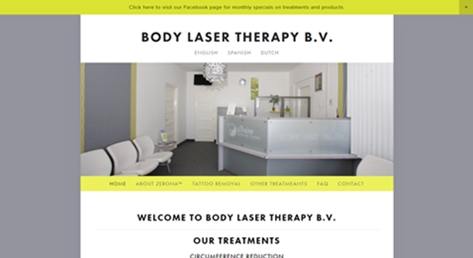 Click here to visit our Facebook page for monthly specials on treatments and products.
BODY LASER THERAPY B.V.
ENGLISH SPANISH DUTCH
HOME ABOUT ZERONA™ TATTOO REMOVAL OTHER TREATMEANTS FAQ CONTACT
WELCOME TO BODY LASER THERAPY B.V.
OUR TREATMENTS
CIRCUMFERENCE REDUCTION